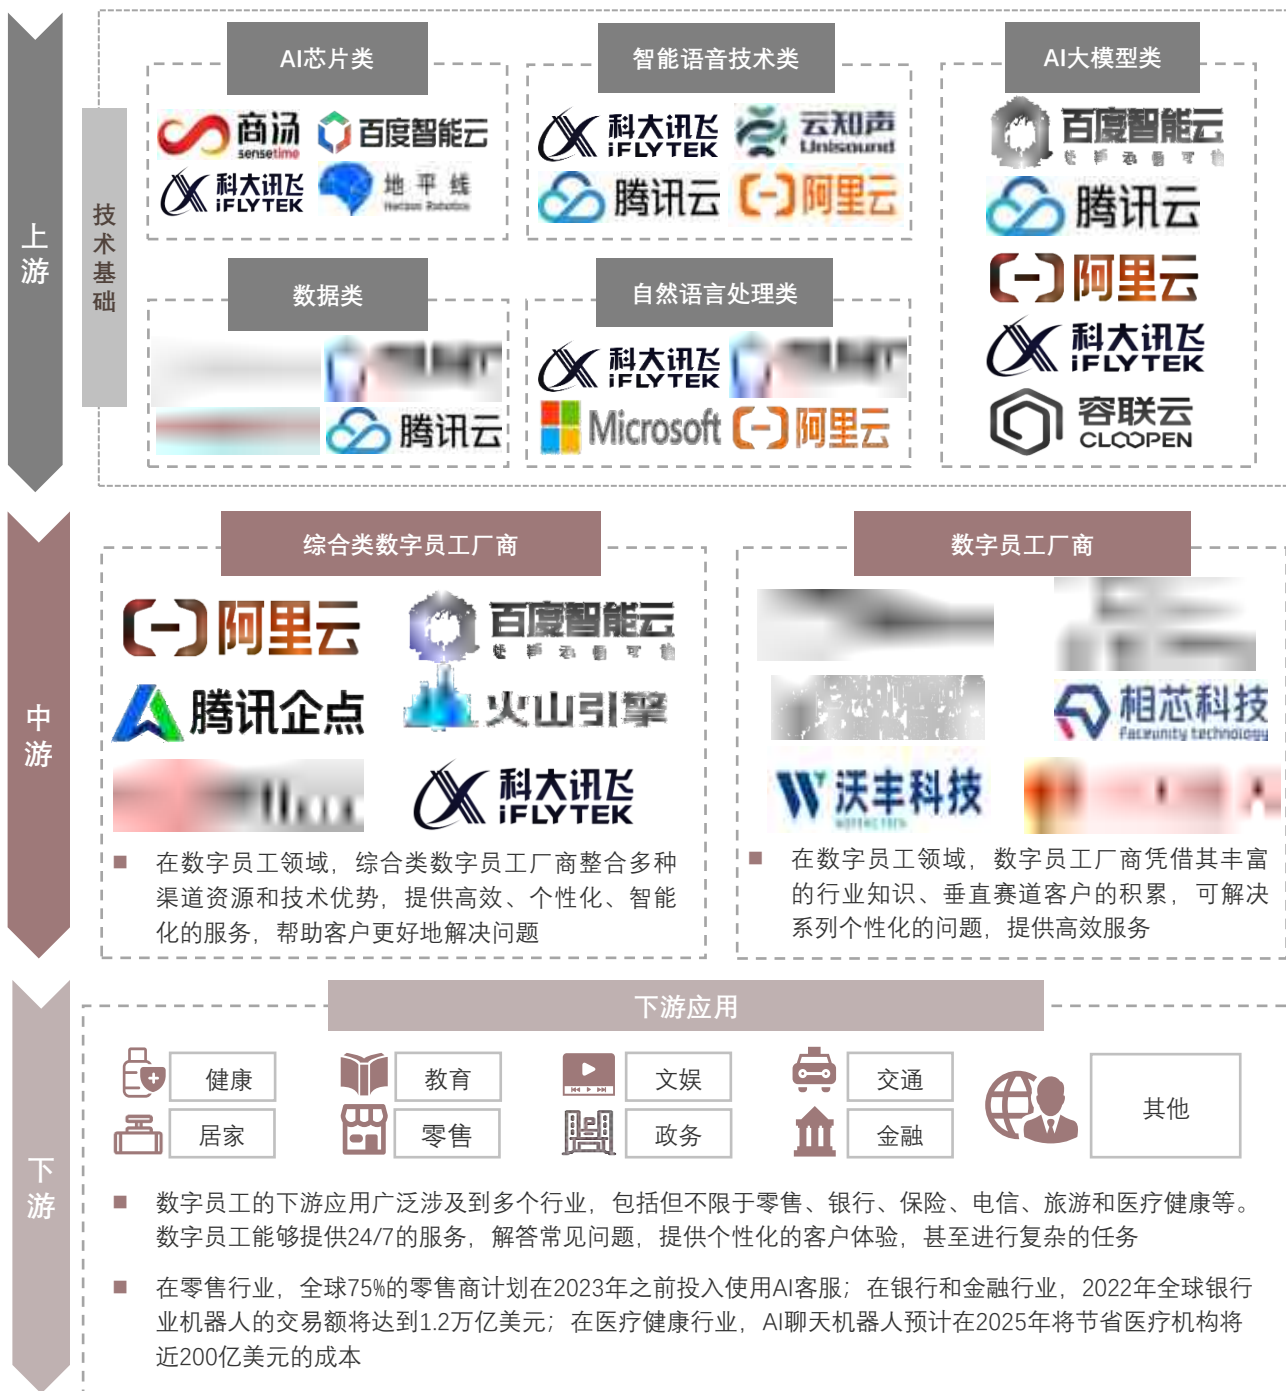 上游
技术基础
AI芯片类
商汤
sensetime
百度智能云
科大讯飞
iFLYTEK
地平线
Horizon Robotics
智能语音技术类
科大讯飞
iFLYTEK
云知声
Unisound
腾讯云
阿里云
AI大模型类
百度智能云
腾讯云
阿里云
科大讯飞
iFLYTEK
容联云
CLOOPEN
数据类
腾讯云
自然语言处理类
科大讯飞
iFLYTEK
Microsoft
阿里云
中游
综合类数字员工厂商
阿里云
百度智能云
腾讯企点
火山引擎
科大讯飞
iFLYTEK
■ 在数字员工领域，综合类数字员工厂商整合多种
渠道资源和技术优势，提供高效、个性化、智能
化的服务，帮助客户更好地解决问题
数字员工厂商
相芯科技
Faceunity technology
沃丰科技
■ 在数字员工领域，数字员工厂商凭借其丰富
的行业知识、垂直赛道客户的积累，可解决
系列个性化的问题，提供高效服务
下游
下游应用
健康
教育
文娱
交通
其他
居家
零售
政务
金融
■ 数字员工的下游应用广泛涉及到多个行业，包括但不限于零售、银行、保险、电信、旅游和医疗健康等。
数字员工能够提供24/7的服务，解答常见问题，提供个性化的客户体验，甚至进行复杂的任务
■ 在零售行业，全球75%的零售商计划在2023年之前投入使用AI客服；在银行和金融行业，2022年全球银行
业机器人的交易额将达到1.2万亿美元；在医疗健康行业，AI聊天机器人预计在2025年将节省医疗机构将
近200亿美元的成本